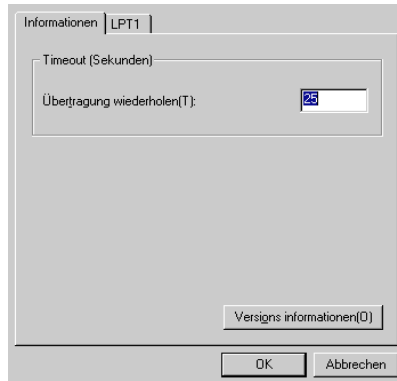 Informationen LPT1
Timeout (Sekunden)
Übertragung wiederholen(T): 25
Versions informationen(O)
OK Abbrechen